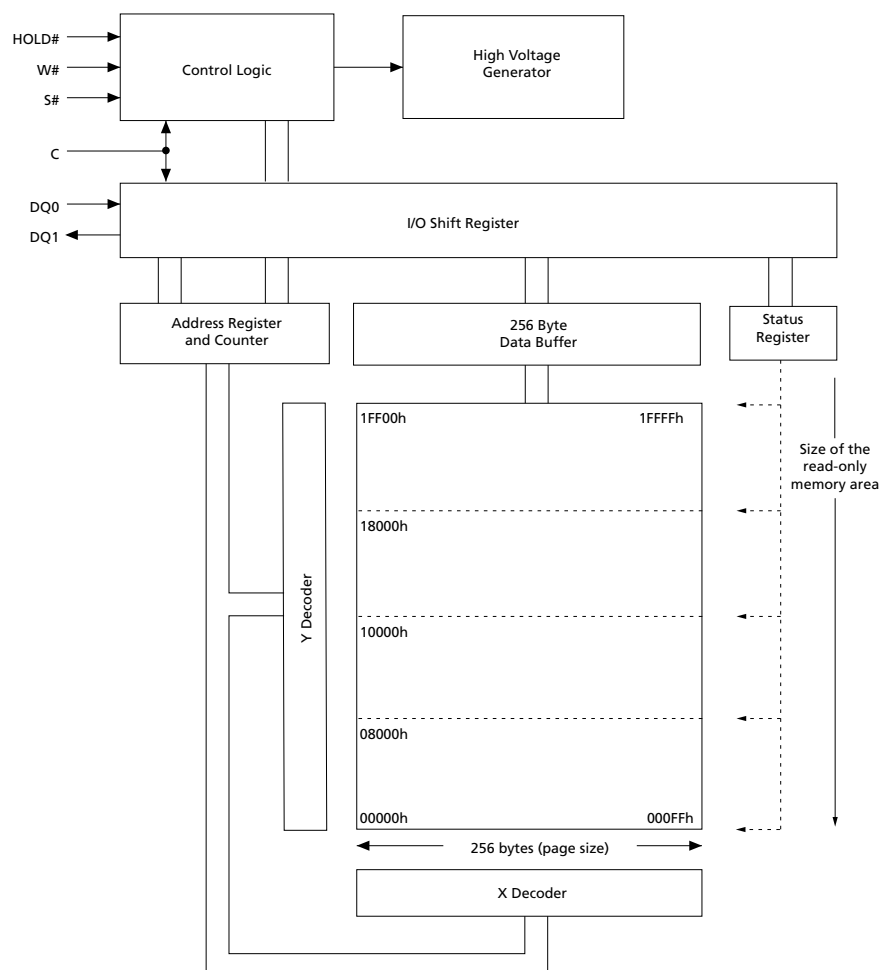 HOLD#
W#
S#
C
Control Logic
High Voltage
Generator
DQ0
DQ1
I/O Shift Register
Address Register
and Counter
256 Byte
Data Buffer
Status
Register
1FF00h
1FFFFh
Size of the
read-only
memory area
18000h
Y Decoder
10000h
08000h
00000h
000FFh
256 bytes (page size)
X Decoder